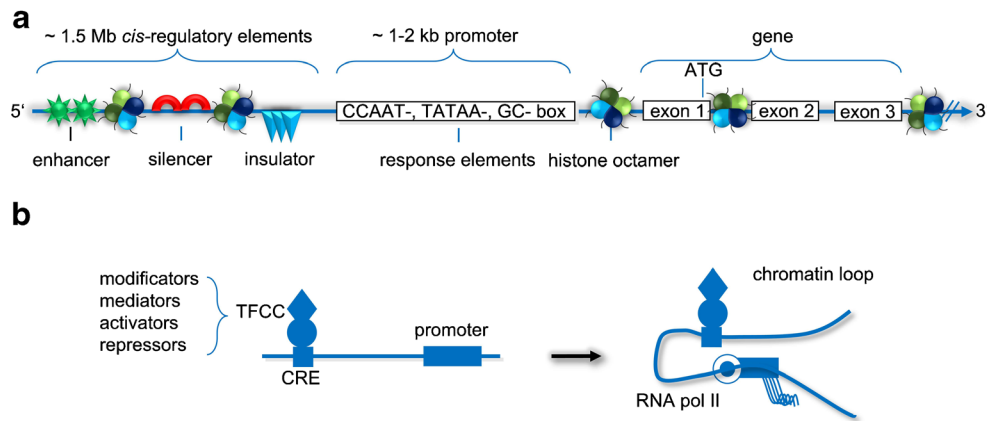 a
~ 1.5 Mb cis-regulatory elements
~ 1-2 kb promoter
gene
ATG
5‘
CCAAT-, TATAA-, GC- box
exon 1
exon 2
exon 3
3
enhancer
silencer
insulator
response elements
histone octamer
b
modificators
mediators
activators
repressors
TFCC
CRE
promoter
chromatin loop
RNA pol II